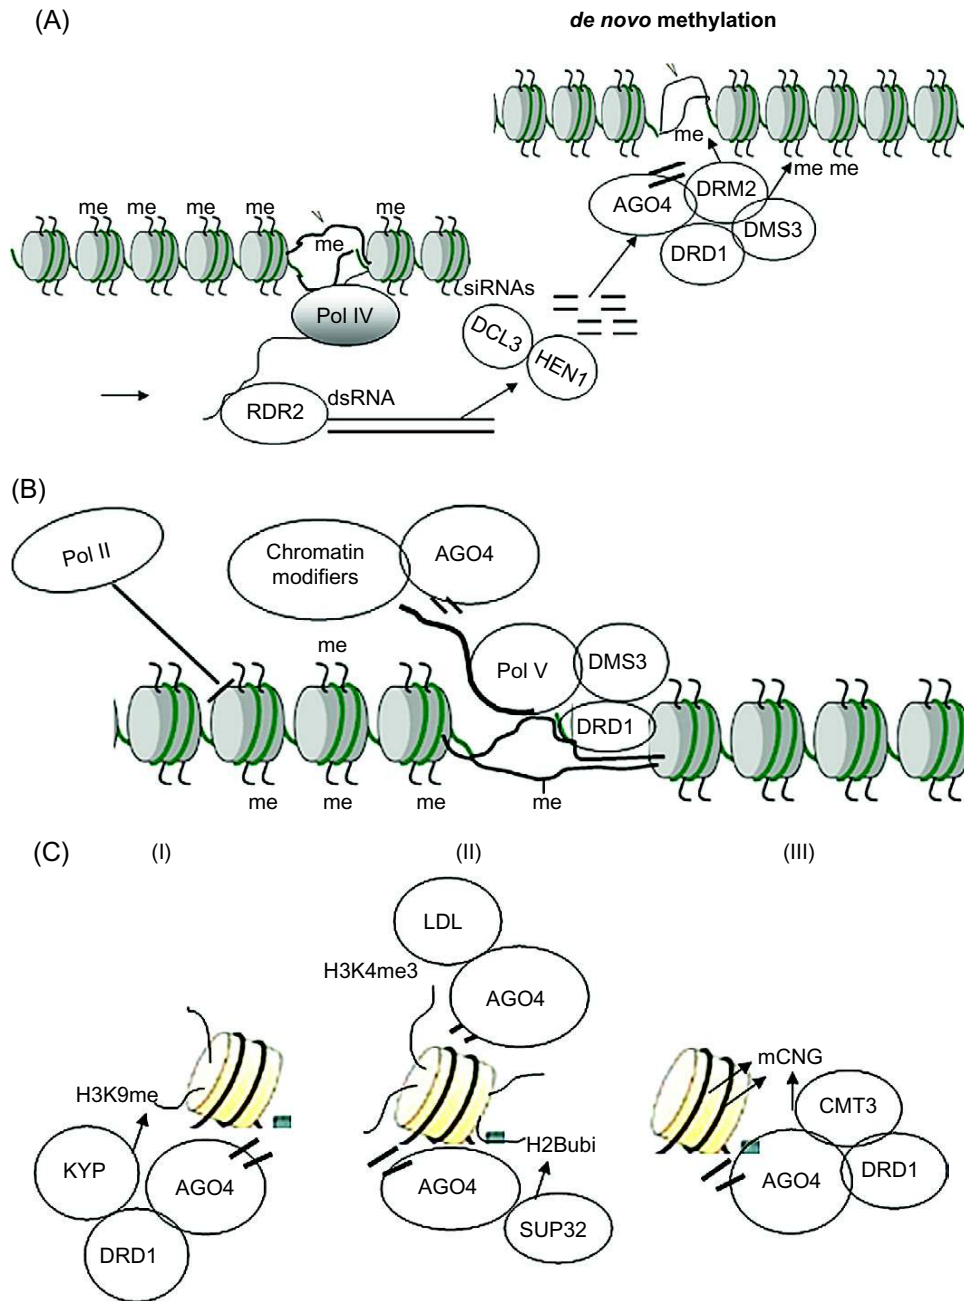 (A)
de novo methylation
me
me me
AGO4
DRM2
DMS3
DRD1
me me me me me
me
Pol IV
siRNAs
DCL3
HEN1
RDR2
dsRNA
(B)
Pol II
Chromatin
modifiers
AGO4
me
Pol V
DMS3
DRD1
me me me me
(C)
(I)
(II)
(III)
LDL
H3K4me3
AGO4
H3K9me
KYP
AGO4
DRD1
AGO4
H2Bubi
SUP32
mCNG
CMT3
AGO4
DRD1